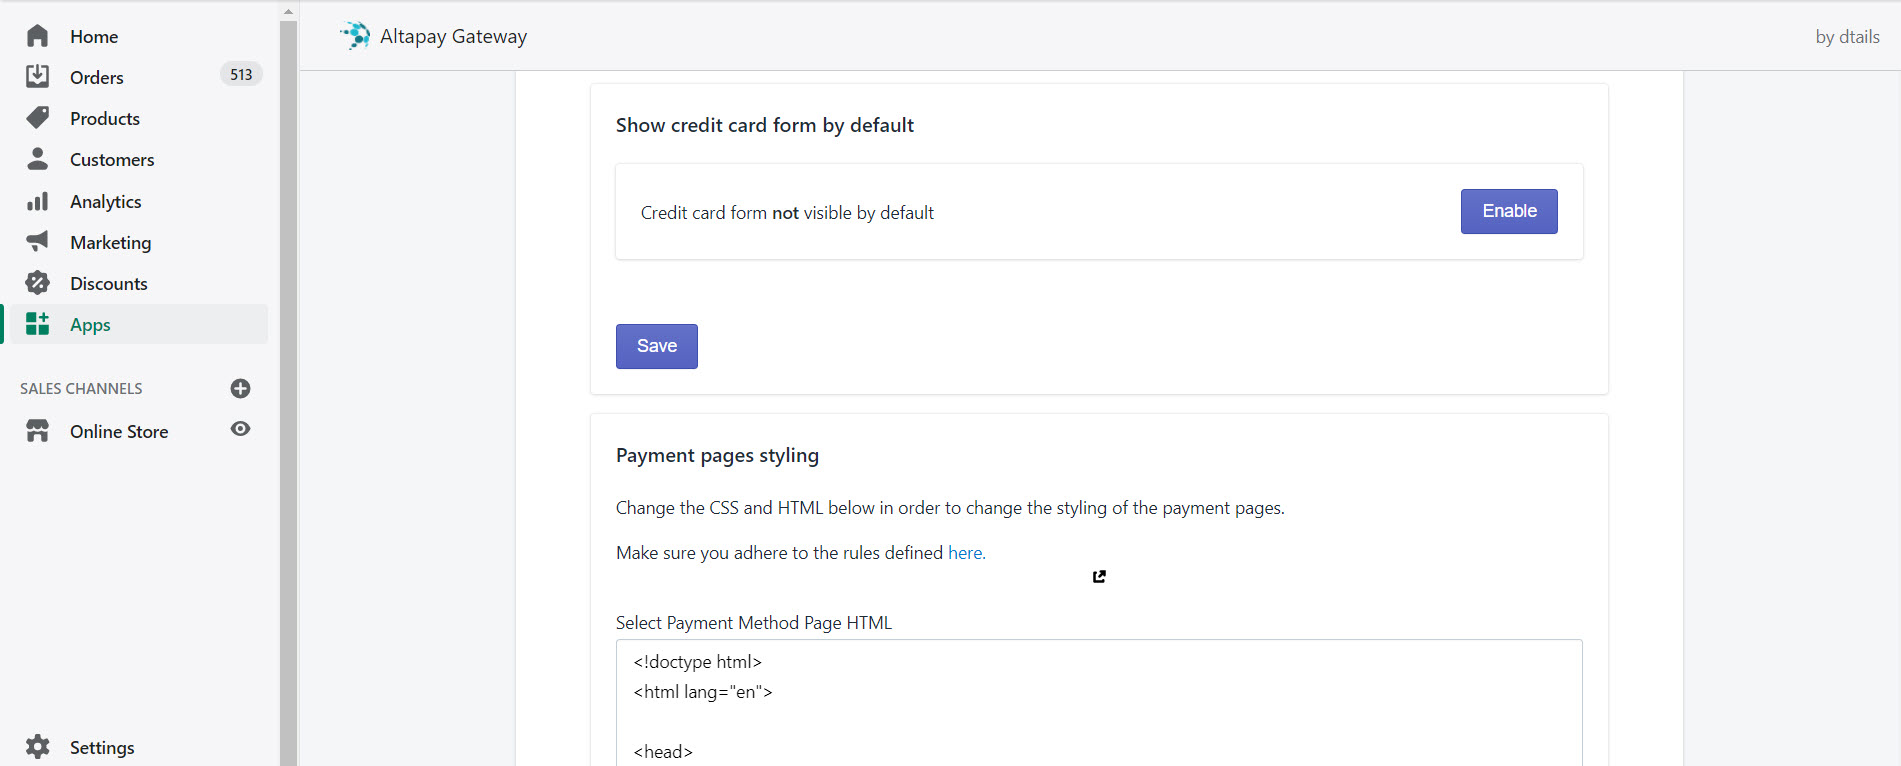 Home
Orders 513
Products
Customers
Analytics
Marketing
Discounts
Apps
SALES CHANNELS
Online Store
Settings
Altapay Gateway
by dtails
Show credit card form by default
Credit card form not visible by default
Enable
Save
Payment pages styling
Change the CSS and HTML below in order to change the styling of the payment pages.
Make sure you adhere to the rules defined here.
Select Payment Method Page HTML
<!doctype html>
<html lang="en">
<head>